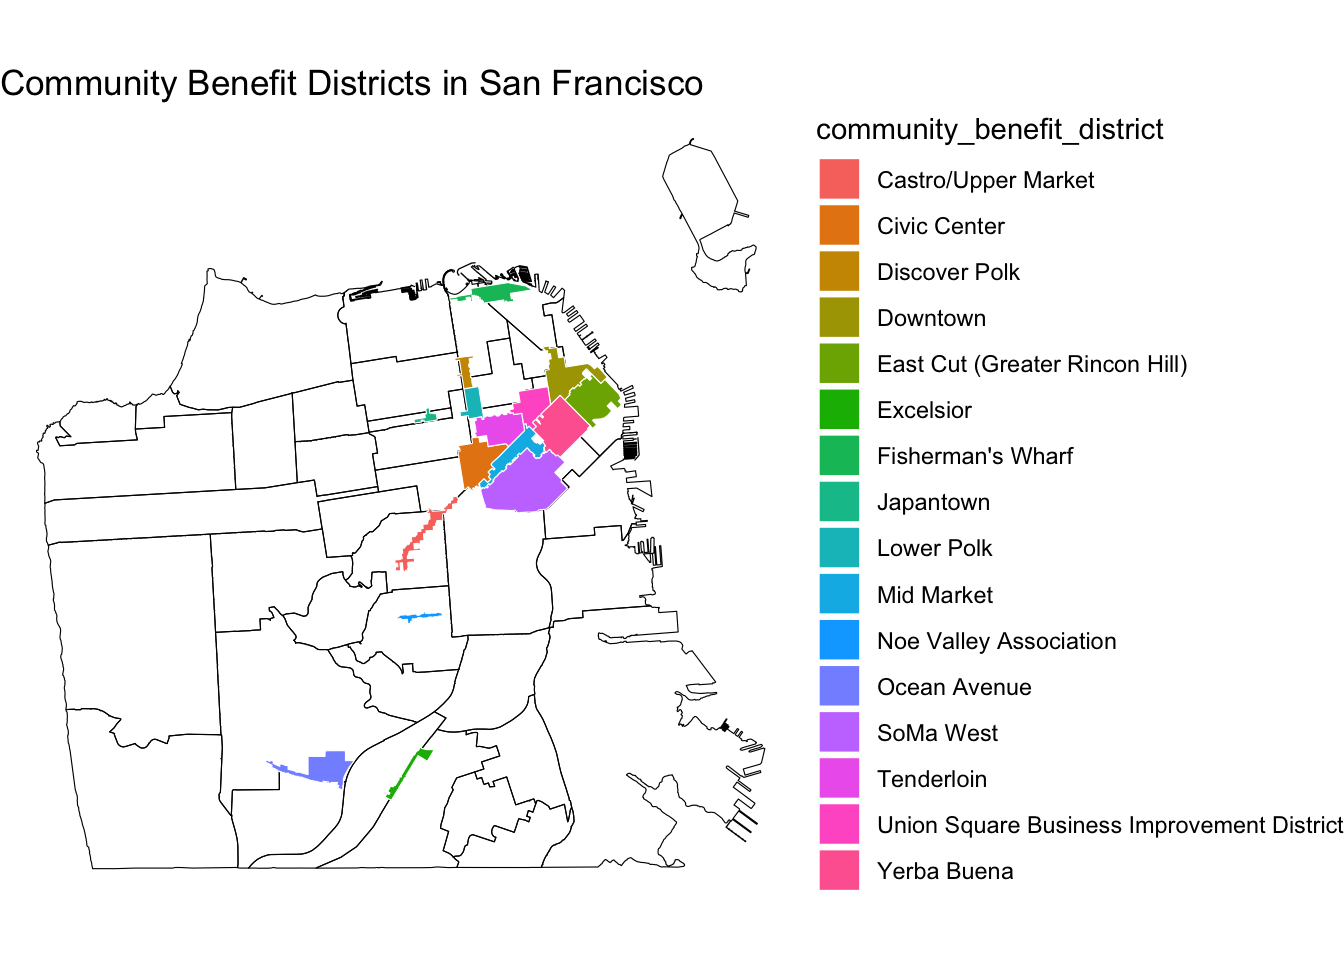 Community Benefit Districts in San Francisco
community_benefit_district
Castro/Upper Market
Civic Center
Discover Polk
Downtown
East Cut (Greater Rincon Hill)
Excelsior
Fisherman's Wharf
Japantown
Lower Polk
Mid Market
Noe Valley Association
Ocean Avenue
SoMa West
Tenderloin
Union Square Business Improvement District
Yerba Buena